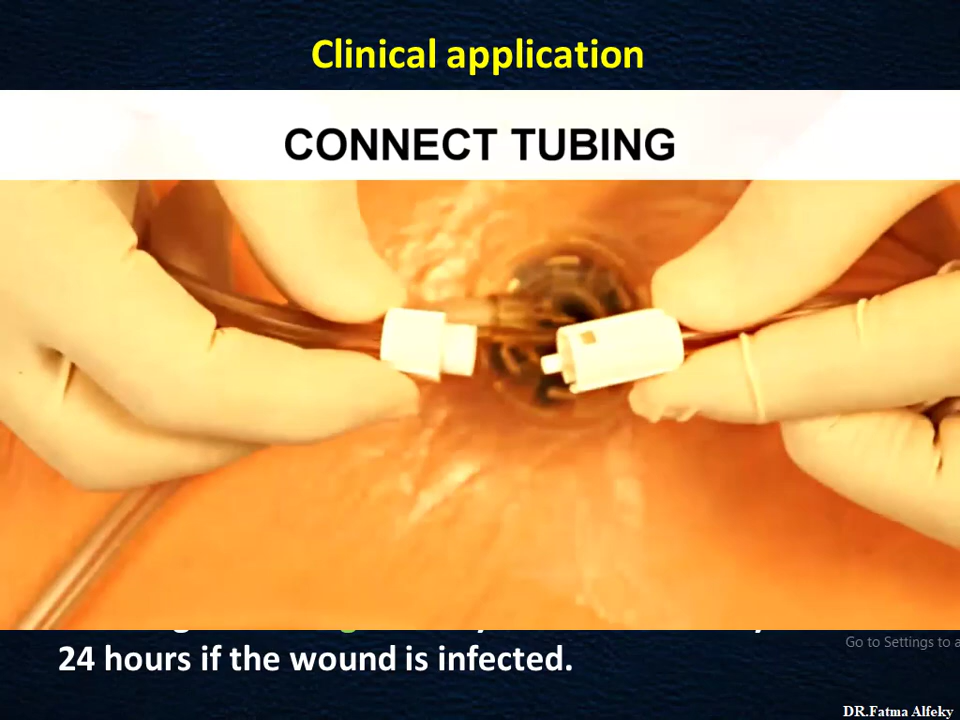 Clinical application
CONNECT TUBING
24 hours if the wound is infected.
Go to Settings to a
DR.Fatma Alfeky